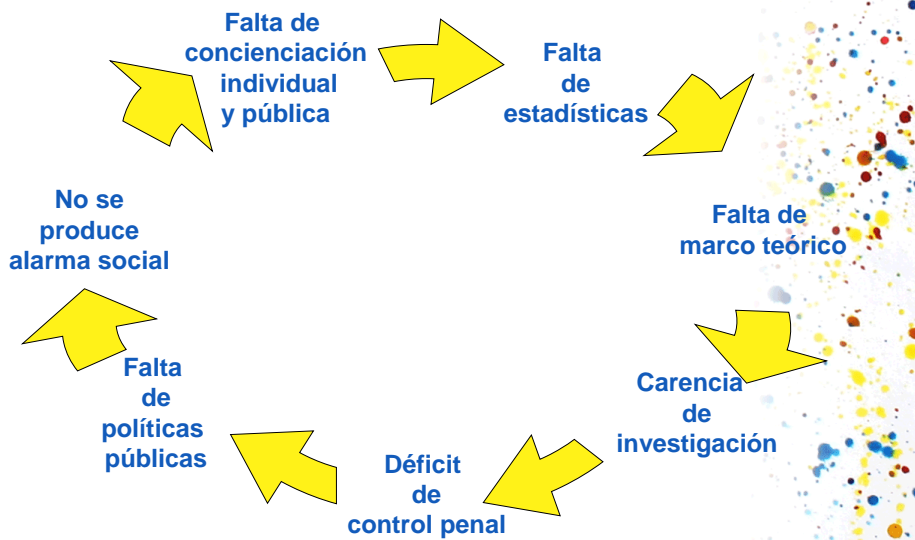 Falta de
concienciación
individual
y pública
Falta
de
estadísticas
Falta de
marco teórico
Carencia
de
investigación
Déficit
de
control penal
Falta
de
políticas
públicas
No se
produce
alarma social